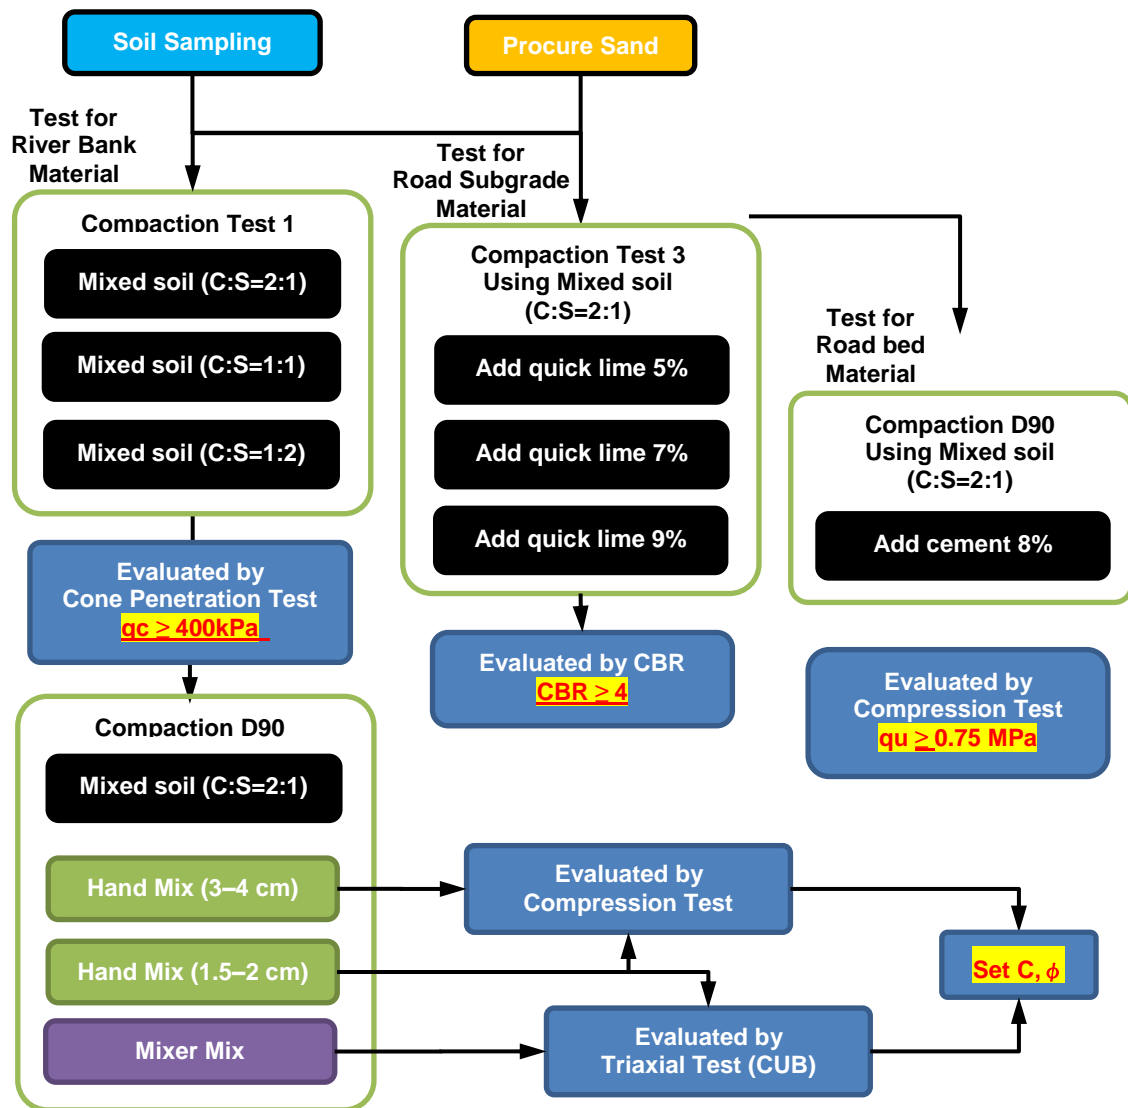 Soil Sampling
Procure Sand
Test for
River Bank
Material
Compaction Test 1
Mixed soil (C:S=2:1)
Mixed soil (C:S=1:1)
Mixed soil (C:S=1:2)
Evaluated by
Cone Penetration Test
qc ≥ 400kPa
Compaction D90
Mixed soil (C:S=2:1)
Hand Mix (3–4 cm)
Hand Mix (1.5–2 cm)
Mixer Mix
Test for
Road Subgrade
Material
Compaction Test 3
Using Mixed soil
(C:S=2:1)
Add quick lime 5%
Add quick lime 7%
Add quick lime 9%
Evaluated by CBR
CBR ≥ 4
Test for
Road bed
Material
Compaction D90
Using Mixed soil
(C:S=2:1)
Add cement 8%
Evaluated by
Compression Test
qu ≥ 0.75 MPa
Evaluated by
Compression Test
Evaluated by
Triaxial Test (CUB)
Set C, ϕ